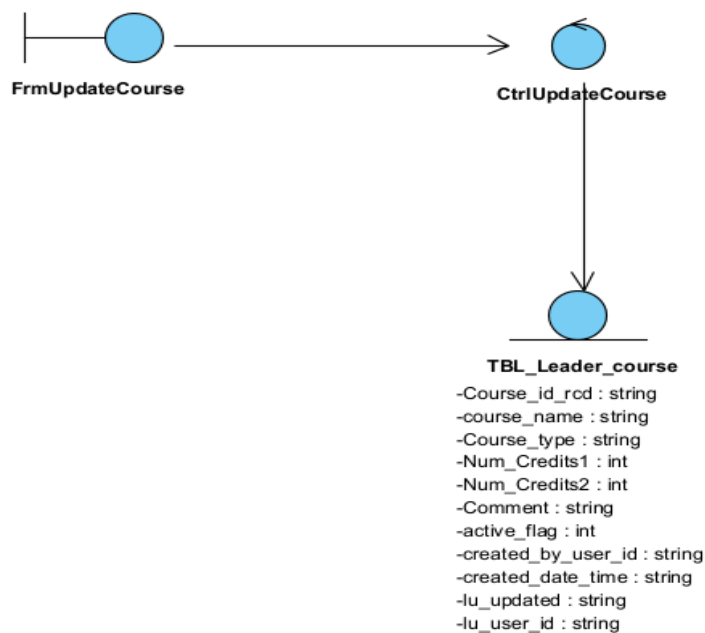 FrmUpdateCourse
CtrlUpdateCourse
TBL_Leader_course
-Course_id_rcd : string
-course_name : string
-Course_type : string
-Num_Credits1 : int
-Num_Credits2 : int
-Comment : string
-active_flag : int
-created_by_user_id : string
-created_date_time : string
-lu_updated : string
-lu_user_id : string